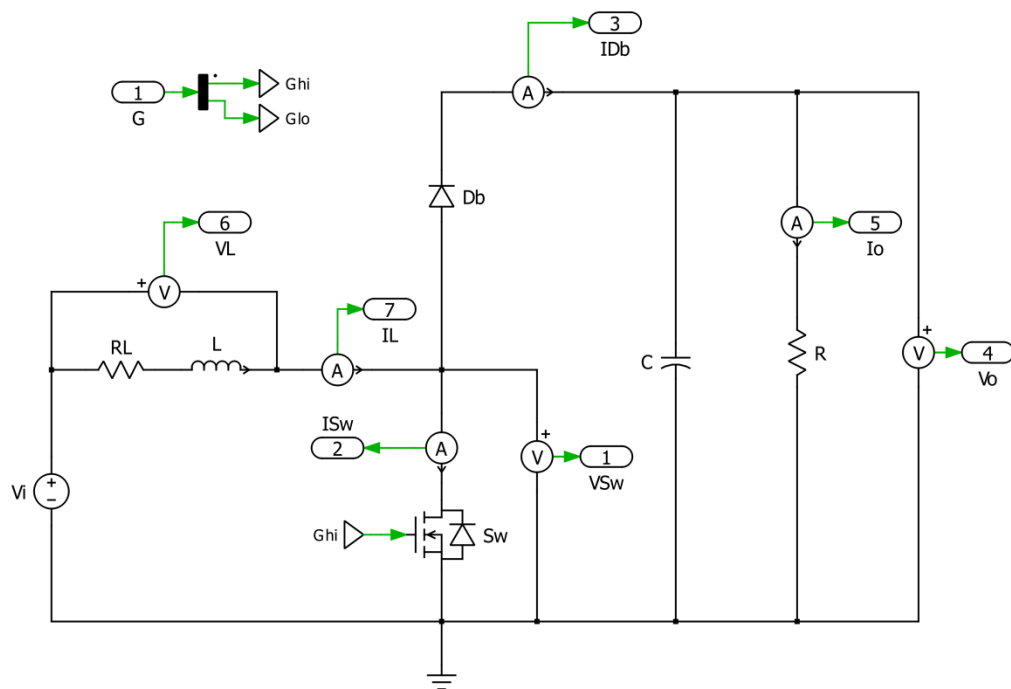 3
IDb
A
1
G
Ghi
Glo
Db
6
VL
A
5
Io
+
V
7
IL
+
V
4
Vo
RL
L
A
C
R
ISw
2
A
+
V
1
VSw
Vi
+
-
Ghi
Sw